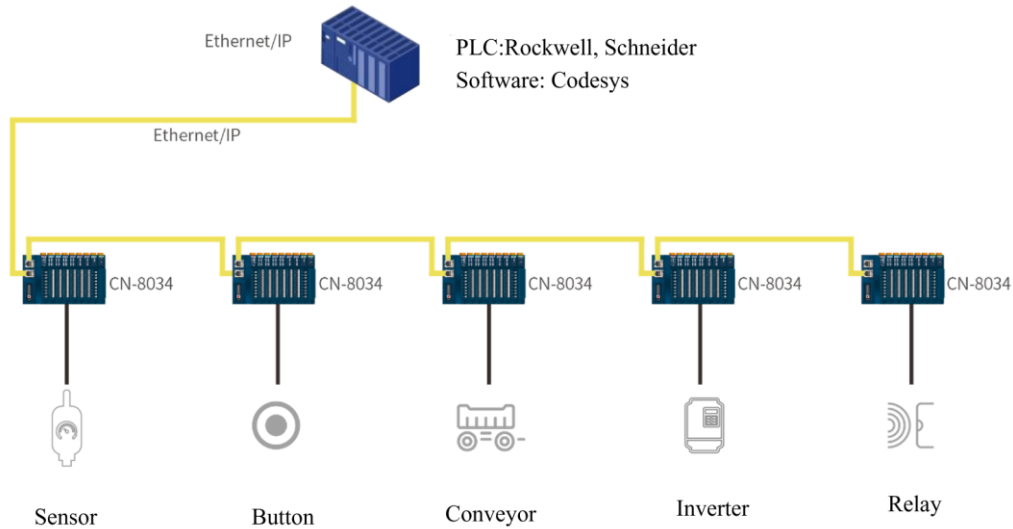 Ethernet/IP
PLC:Rockwell, Schneider
Software: Codesys
Ethernet/IP
CN-8034
CN-8034
CN-8034
CN-8034
CN-8034
Sensor
Button
Conveyor
Inverter
Relay